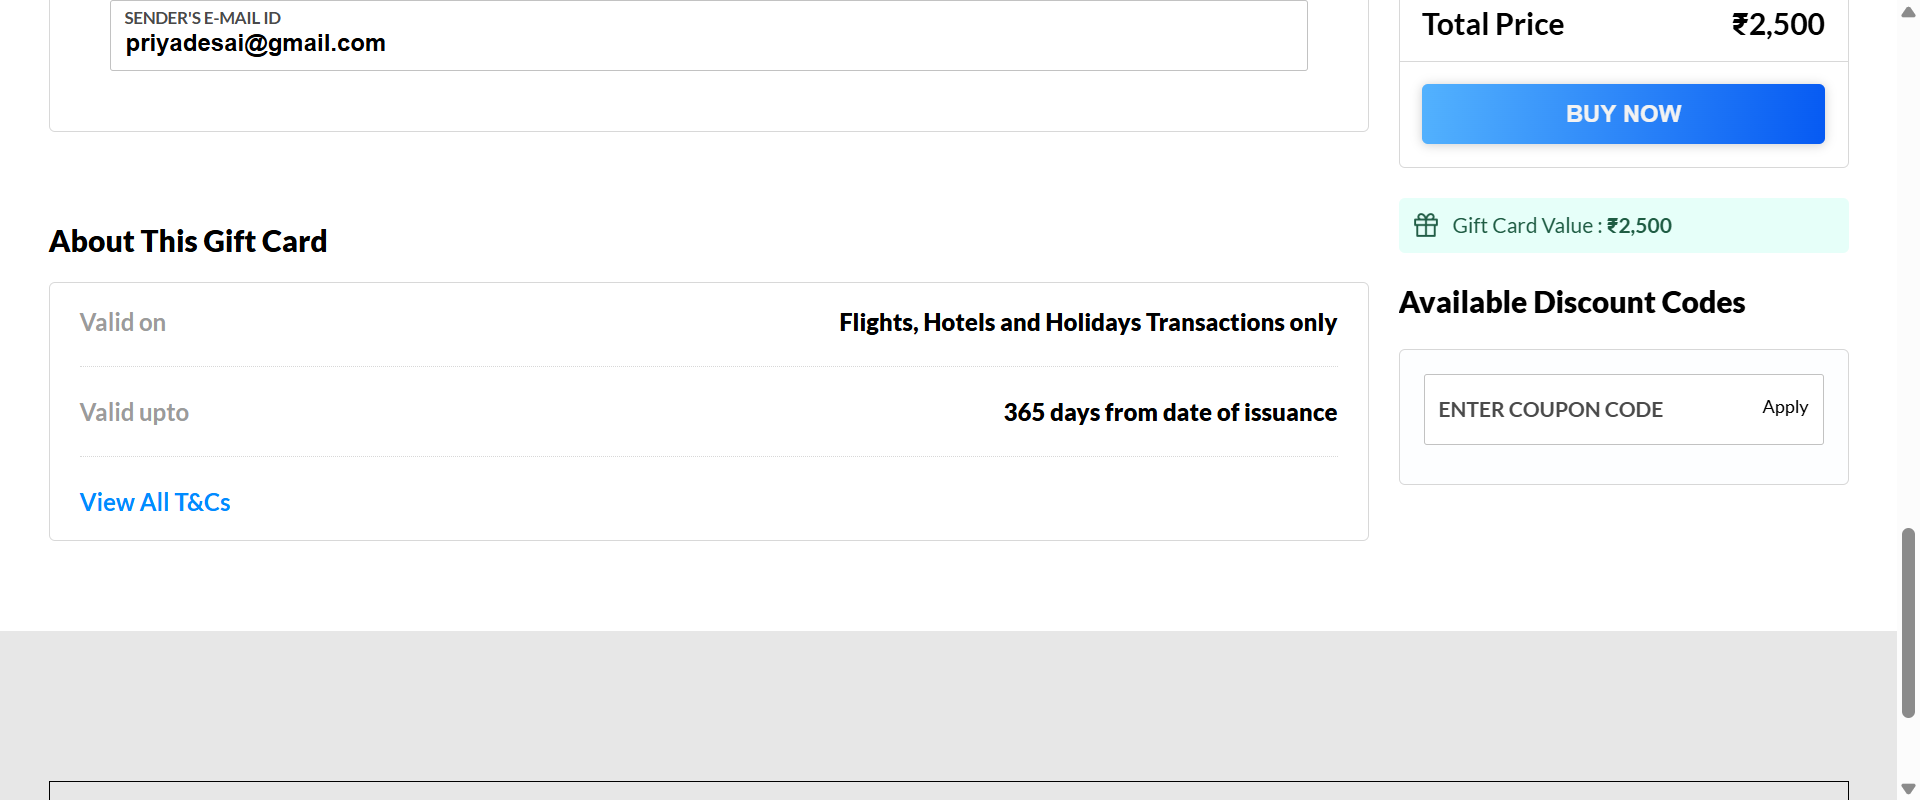 SENDER'S E-MAIL ID
priyadesai@gmail.com
Total Price ₹2,500
BUY NOW
Gift Card Value : ₹2,500
About This Gift Card
Valid on Flights, Hotels and Holidays Transactions only
Valid upto 365 days from date of issuance
View All T&Cs
Available Discount Codes
ENTER COUPON CODE Apply